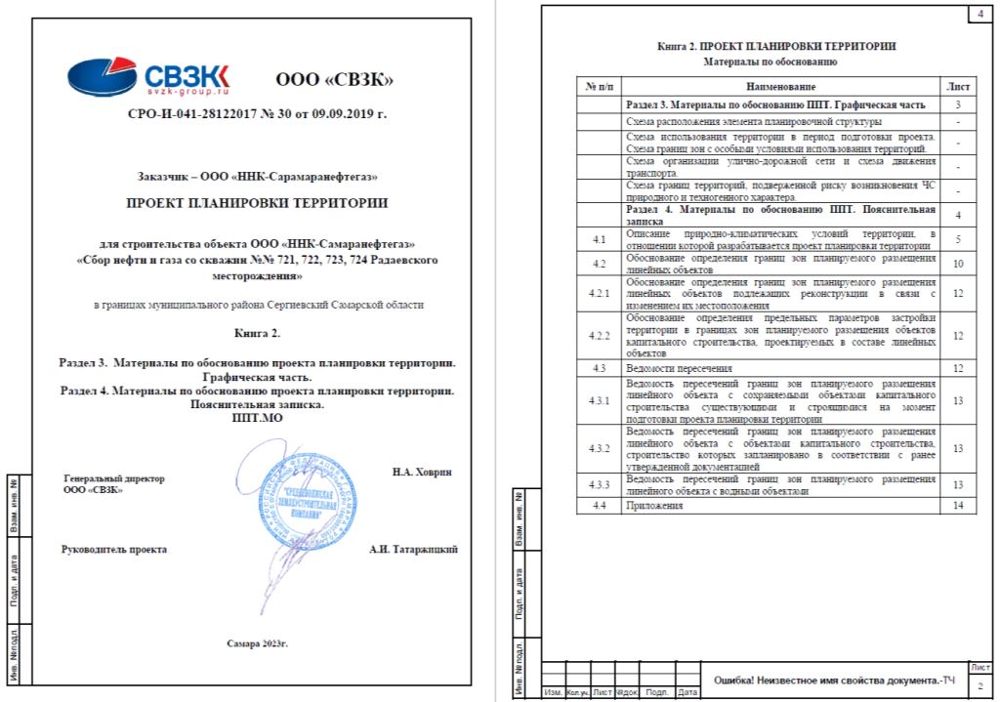 СВЗК
svzk-group.ru
ООО «СВЗК»
СРО-И-041-28122017 № 30 от 09.09.2019 г.
Заказчик – ООО «ННК-Сарамаранефтегаз»
ПРОЕКТ ПЛАНИРОВКИ ТЕРРИТОРИИ
для строительства объекта ООО «ННК-Самаранефтегаз»
«Сбор нефти и газа со скважин №№ 721, 722, 723, 724 Радаевского
месторождения»
в границах муниципального района Сергиевский Самарской области
Книга 2.
Раздел 3. Материалы по обоснованию проекта планировки территории.
Графическая часть.
Раздел 4. Материалы по обоснованию проекта планировки территории.
Пояснительная записка.
ППТ.МО
Генеральный директор
ООО «СВЗК»
Н.А. Ховрин
"СРЕДНЕВОЛЖСКАЯ
ЗЕМЛЕУСТРОИТЕЛЬНАЯ
КОМПАНИЯ"
Руководитель проекта
А.И. Татаржицкий
Самара 2023г.
Взам. инв. №
Подп. и дата
Инв. № подл.
4
Книга 2. ПРОЕКТ ПЛАНИРОВКИ ТЕРРИТОРИИ
Материалы по обоснованию
№ п/п Наименование Лист
Раздел 3. Материалы по обоснованию ППТ. Графическая часть 3
Схема расположения элемента планировочной структуры -
Схема использования территории в период подготовки проекта.
Схема границ зон с особыми условиями использования территорий. -
Схема организации улично-дорожной сети и схема движения
транспорта. -
Схема границ территорий, подверженной риску возникновения ЧС
природного и техногенного характера. -
Раздел 4. Материалы по обоснованию ППТ. Пояснительная
записка 4
4.1 Описание природно-климатических условий территории, в
отношении которой разрабатывается проект планировки территории 5
4.2 Обоснование определения границ зон планируемого размещения
линейных объектов 10
4.2.1 Обоснование определения границ зон планируемого размещения
линейных объектов подлежащих реконструкции в связи с
изменением их местоположения 12
4.2.2 Обоснование определения предельных параметров застройки
территории в границах зон планируемого размещения объектов
капитального строительства, проектируемых в составе линейных
объектов 12
4.3 Ведомости пересечения 12
4.3.1 Ведомость пересечений границ зон планируемого размещения
линейного объекта с сохраняемыми объектами капитального
строительства существующими и строящимися на момент
подготовки проекта планировки территории 13
4.3.2 Ведомость пересечений границ зон планируемого размещения
линейного объекта с объектами капитального строительства,
строительство которых запланировано в соответствии с ранее
утвержденной документацией 13
4.3.3 Ведомость пересечений границ зон планируемого размещения
линейного объекта с водными объектами 13
4.4 Приложения 14
Взам. инв. №
Подп. и дата
Инв. № подл.
Изм. Кол.уч. Лист №док. Подп. Дата
Ошибка! Неизвестное имя свойства документа.-ТЧ
Лист
2